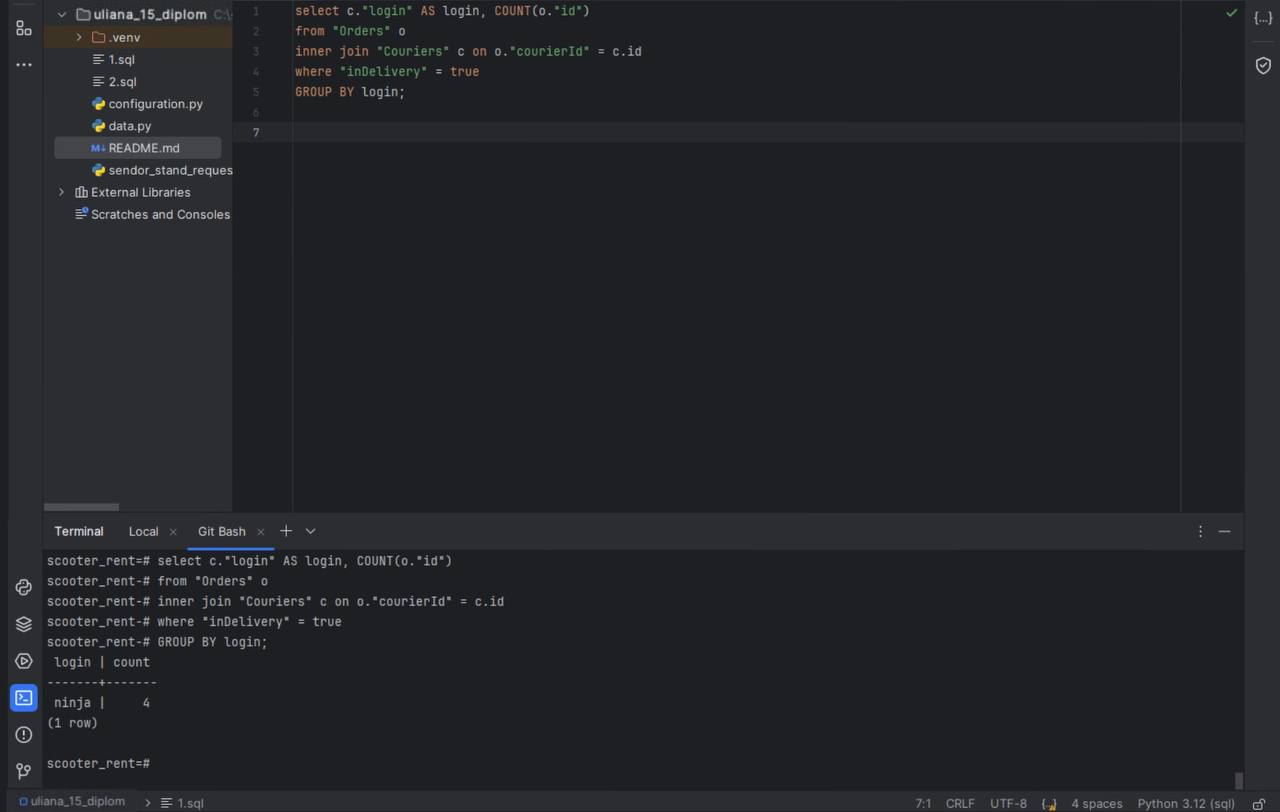 uliana_15_diplom C:\
.venv
1.sql
2.sql
configuration.py
data.py
README.md
sendor_stand_reques
External Libraries
Scratches and Consoles
1 select c."login" AS login, COUNT(o."id")
2 from "Orders" o
3 inner join "Couriers" c on o."courierId" = c.id
4 where "inDelivery" = true
5 GROUP BY login;
6
7
Terminal Local Git Bash
scooter_rent=# select c."login" AS login, COUNT(o."id")
scooter_rent-# from "Orders" o
scooter_rent-# inner join "Couriers" c on o."courierId" = c.id
scooter_rent-# where "inDelivery" = true
scooter_rent-# GROUP BY login;
login | count
-------+-------
ninja | 4
(1 row)
scooter_rent=#
uliana_15_diplom > 1.sql 7:1 CRLF UTF-8 4 spaces Python 3.12 (sql)